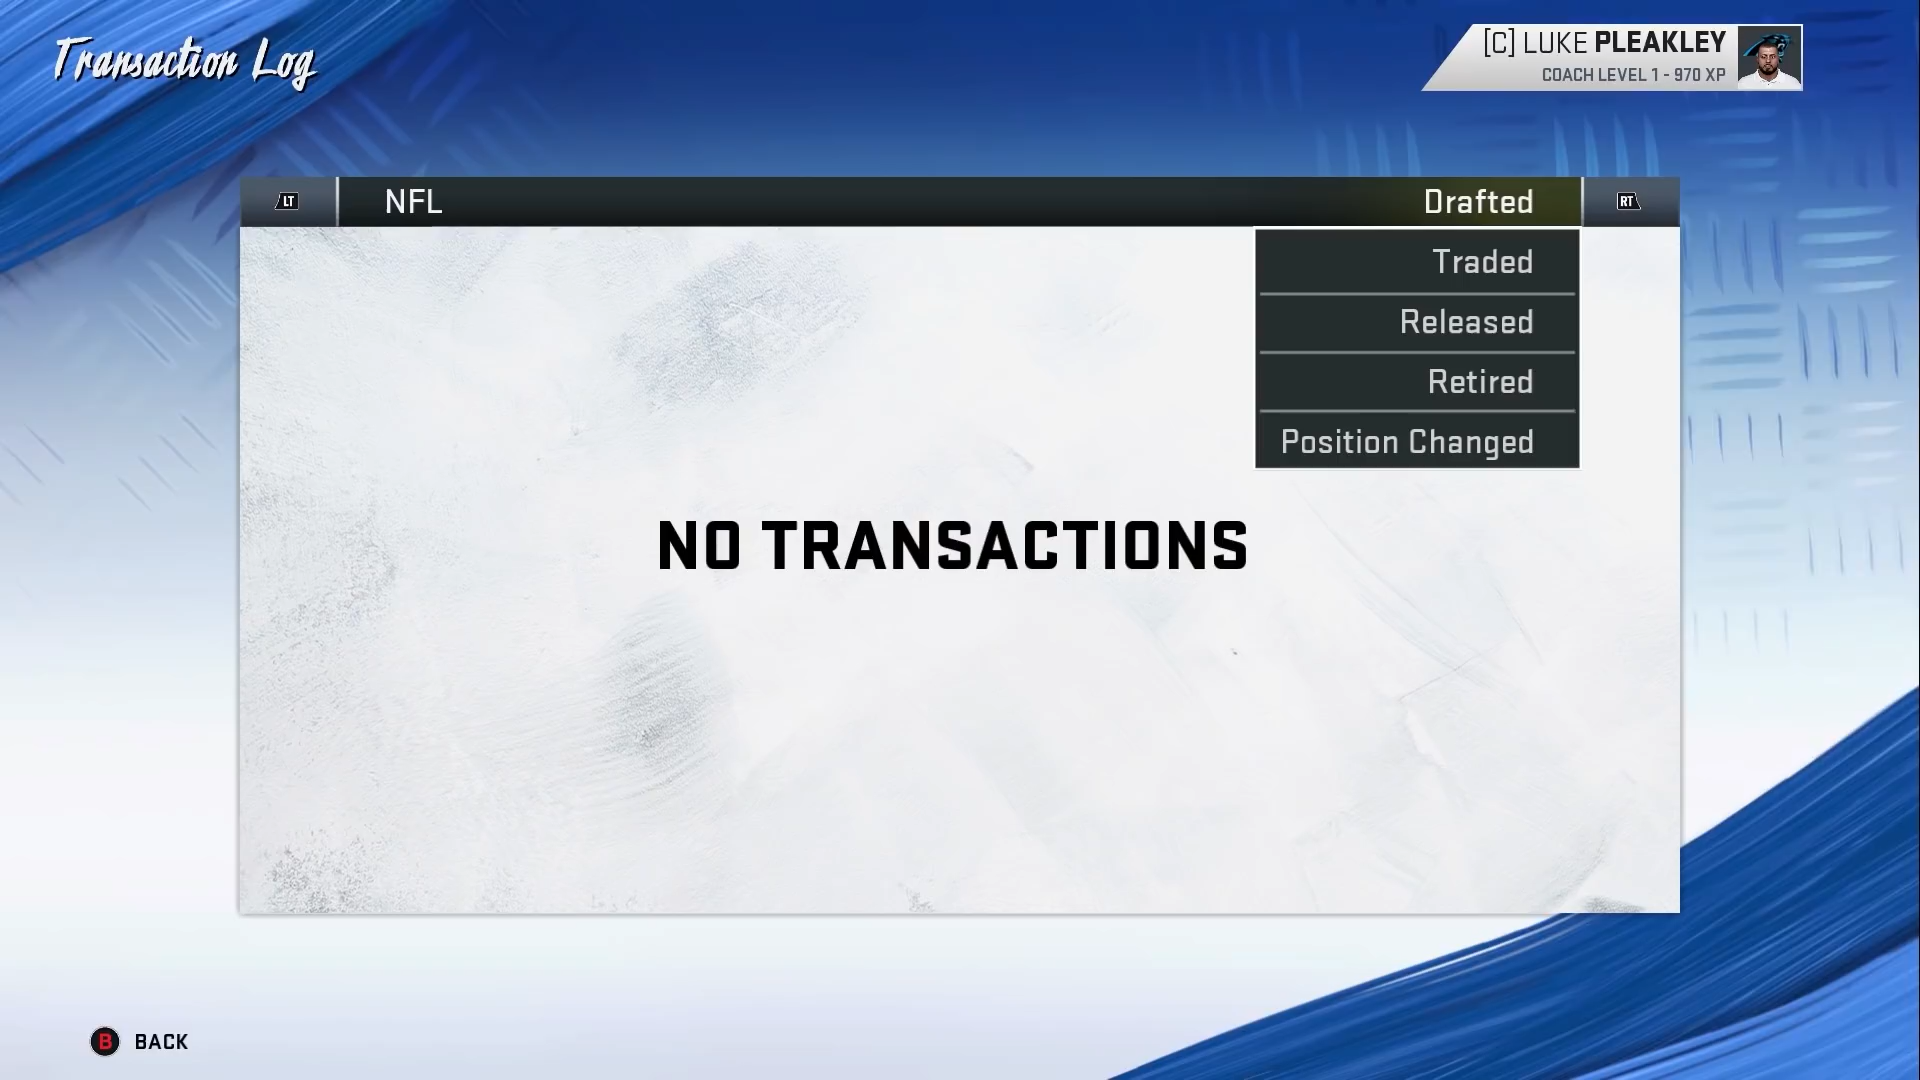 Transaction Log
[C] LUKE PLEAKLEY
COACH LEVEL 1 - 970 XP
LT
NFL
Drafted
RT
Traded
Released
Retired
Position Changed
NO TRANSACTIONS
B BACK